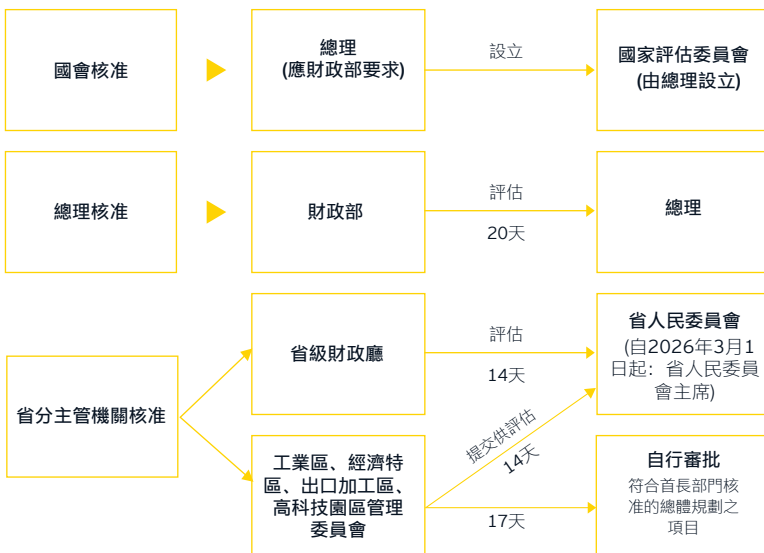 國會核准
總理
(應財政部要求)
設立
國家評估委員會
(由總理設立)
總理核准
財政部
評估
20天
總理
省分主管機關核准
省級財政廳
評估
14天
省人民委員會
(自2026年3月1
日起：省人民委員
會主席)
工業區、經濟特
區、出口加工區、
高科技園區管理
委員會
提交供評估
14天
17天
自行審批
符合首長部門核
准的總體規劃之
項目